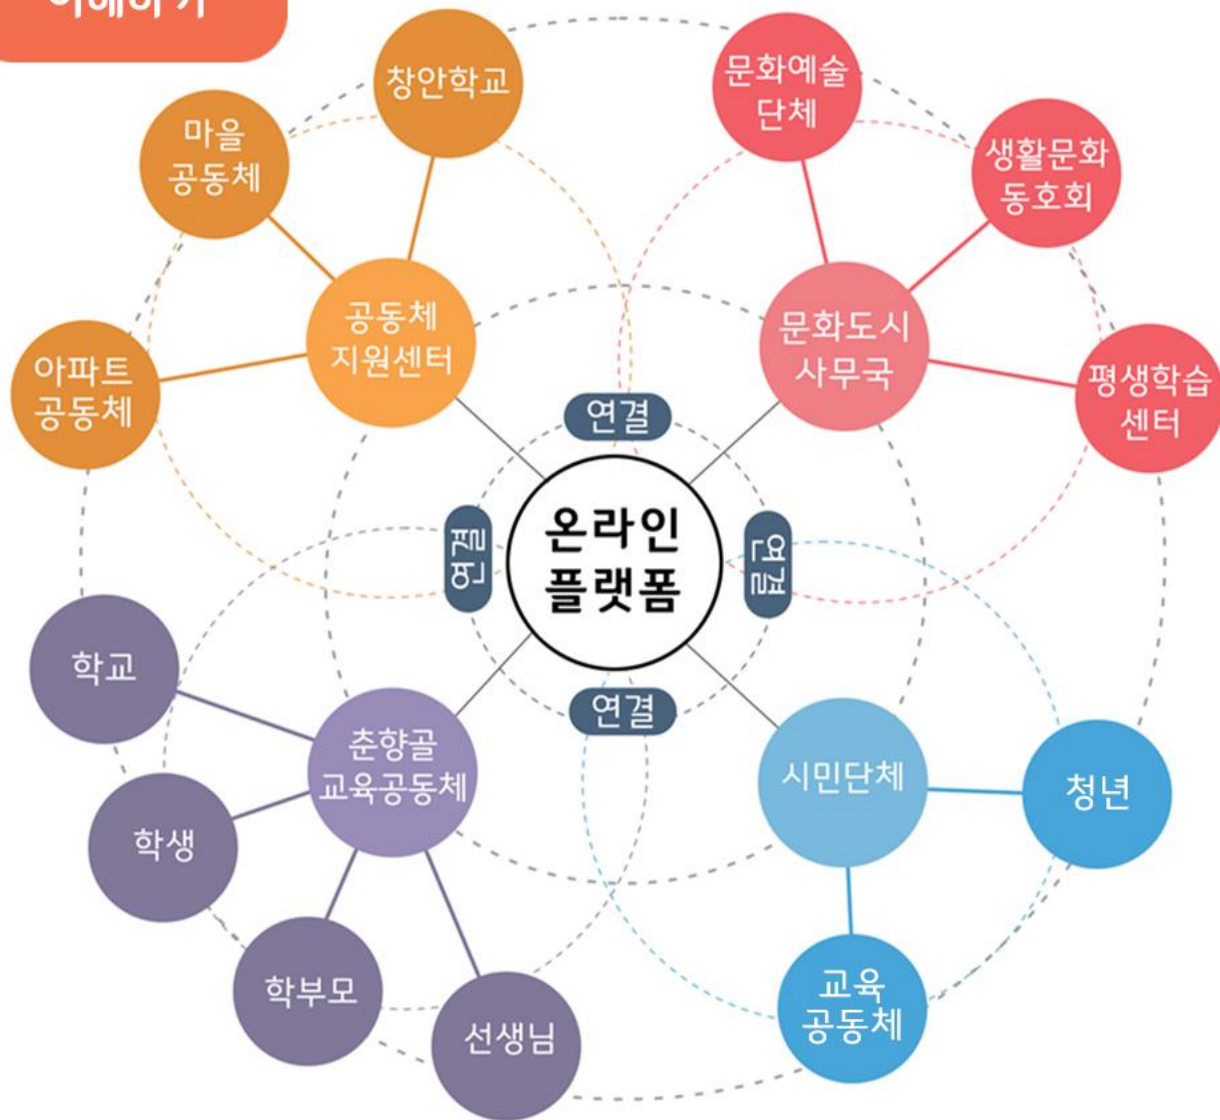 이해하기
창안학교
마을
공동체
아파트
공동체
공동체
지원센터
문화예술
단체
생활문화
동호회
평생학습
센터
문화도시
사무국
연결
연결
온라인
플랫폼
연결
연결
학교
학생
학부모
선생님
춘향골
교육공동체
시민단체
청년
교육
공동체